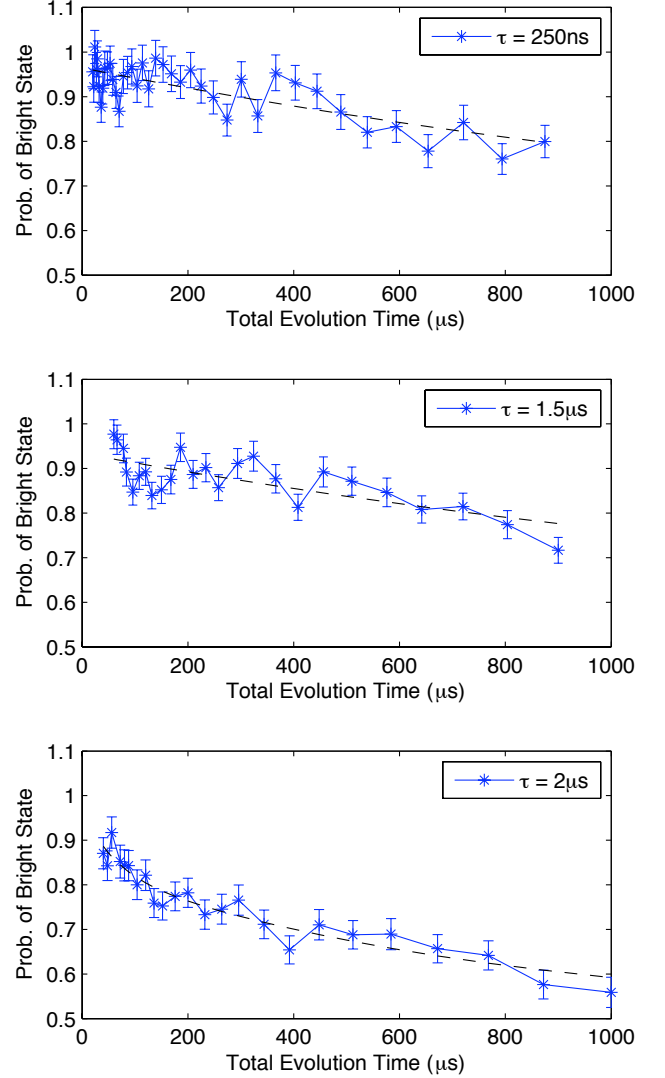 1.1
1
0.9
0.8
0.7
0.6
0.5
Prob. of Bright State
τ = 250ns
0 200 400 600 800 1000
Total Evolution Time (μs)
1.1
1
0.9
0.8
0.7
0.6
0.5
Prob. of Bright State
τ = 1.5μs
0 200 400 600 800 1000
Total Evolution Time (μs)
1.1
1
0.9
0.8
0.7
0.6
0.5
Prob. of Bright State
τ = 2μs
0 200 400 600 800 1000
Total Evolution Time (μs)